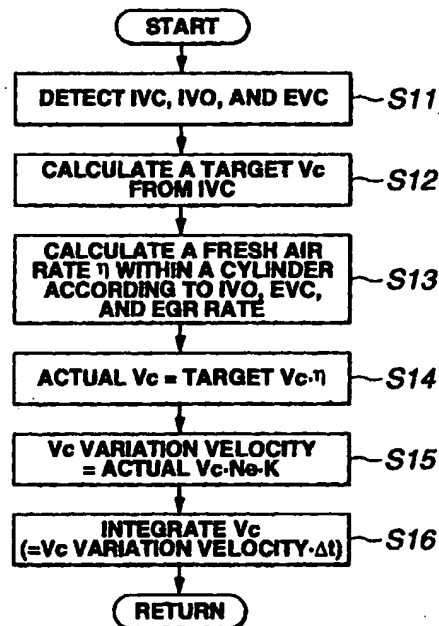 START
DETECT IVC, IVO, AND EVC
S11
CALCULATE A TARGET Vc
FROM IVC
S12
CALCULATE A FRESH AIR
RATE η WITHIN A CYLINDER
ACCORDING TO IVO, EVC,
AND EGR RATE
S13
ACTUAL Vc = TARGET Vc·η
S14
Vc VARIATION VELOCITY
= ACTUAL Vc·Ne·K
S15
INTEGRATE Vc
(=Vc VARIATION VELOCITY·Δt)
S16
RETURN